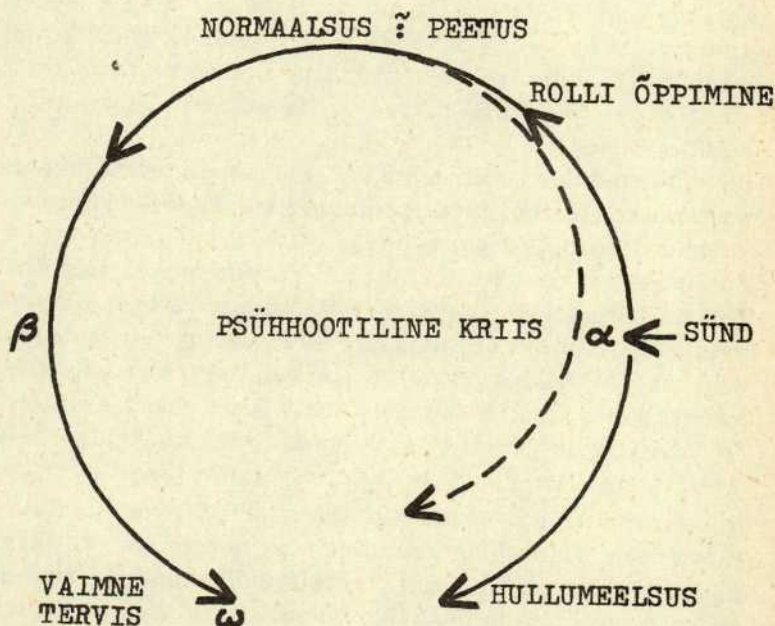 NORMAALSUS ~̈ PEETUS
ROLLI ÕPPIMINE
β PSÜHHOOTILINE KRIIS α SÜND
VAIMNE
TERVIS ω HULLUMEELSUS